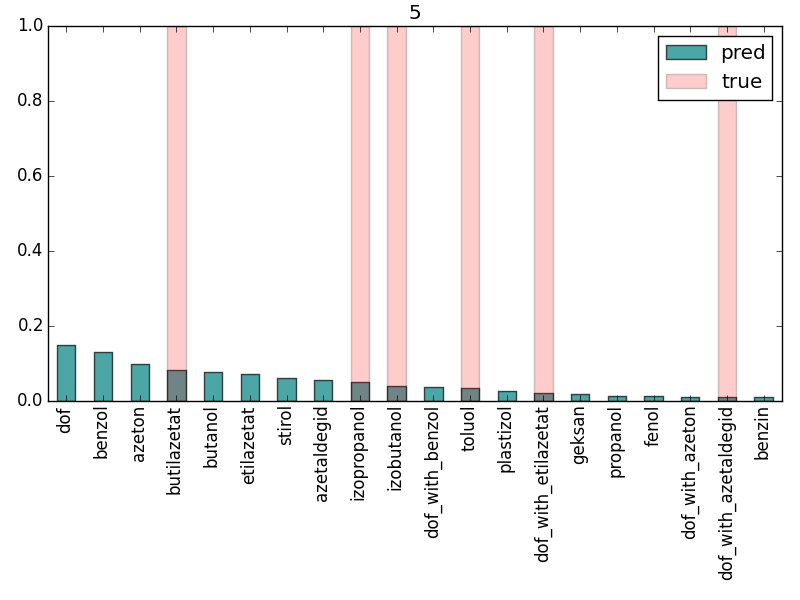 5
1.0
0.8
0.6
0.4
0.2
0.0
pred
true
dof
benzol
azeton
butilazetat
butanol
etilazetat
stirol
azetaldegid
izopropanol
izobutanol
dof_with_benzol
toluol
plastizol
dof_with_etilazetat
geksan
propanol
fenol
dof_with_azeton
dof_with_azetaldegid
benzin